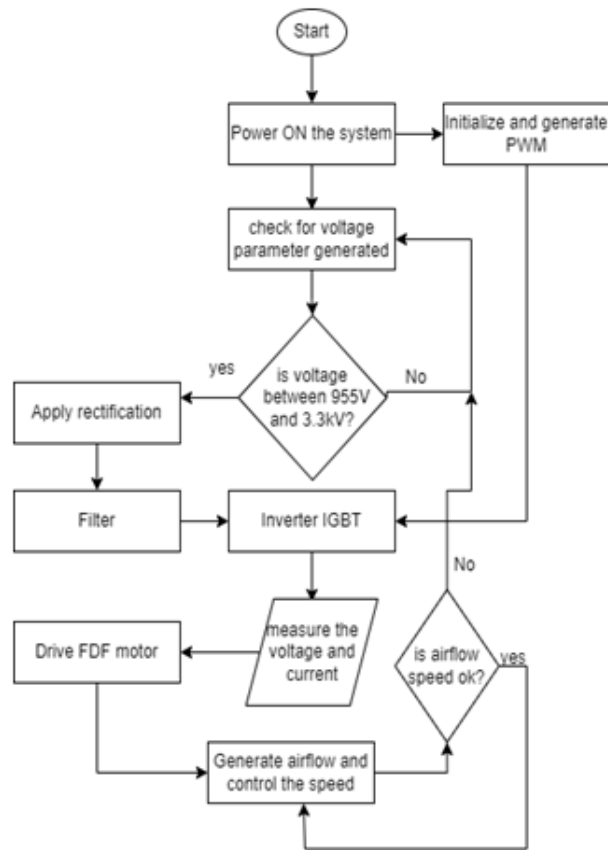 Start
Power ON the system
Initialize and generate
PWM
check for voltage
parameter generated
yes
is voltage
between 955V
and 3.3kV?
No
Apply rectification
Filter
Inverter IGBT
No
measure the
voltage and
current
Drive FDF motor
is airflow
speed ok?
yes
Generate airflow and
control the speed